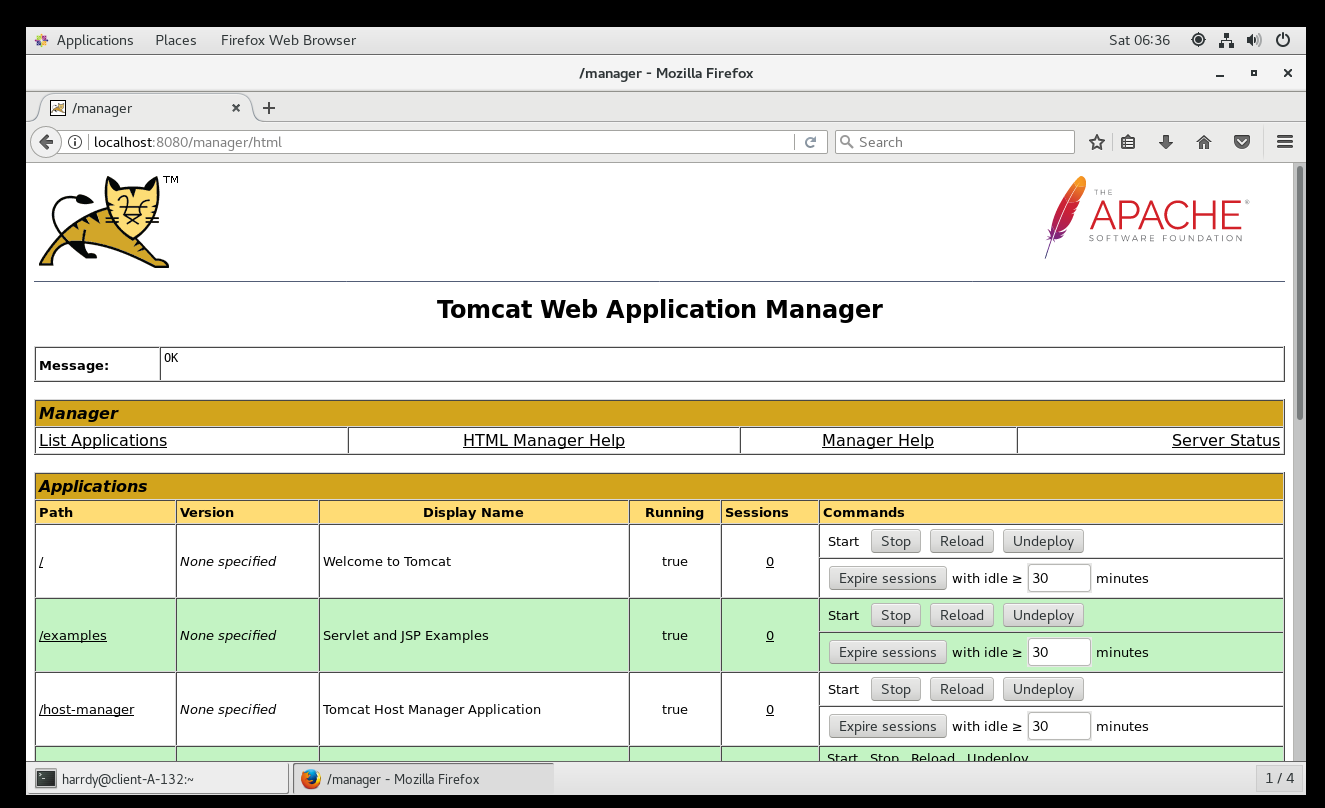 Applications Places Firefox Web Browser Sat 06:36
/manager - Mozilla Firefox
/manager
localhost:8080/manager/html Search
TM
THE
APACHE®
SOFTWARE FOUNDATION
Tomcat Web Application Manager
Message: OK
Manager
List Applications HTML Manager Help Manager Help Server Status
Applications
Path Version Display Name Running Sessions Commands
Start Stop Reload Undeploy
/ None specified Welcome to Tomcat true 0
Expire sessions with idle ≥ 30 minutes
Start Stop Reload Undeploy
/examples None specified Servlet and JSP Examples true 0
Expire sessions with idle ≥ 30 minutes
Start Stop Reload Undeploy
/host-manager None specified Tomcat Host Manager Application true 0
Expire sessions with idle ≥ 30 minutes
Start Stop Reload Undeploy
harrdy@client-A-132:~ /manager - Mozilla Firefox 1 / 4